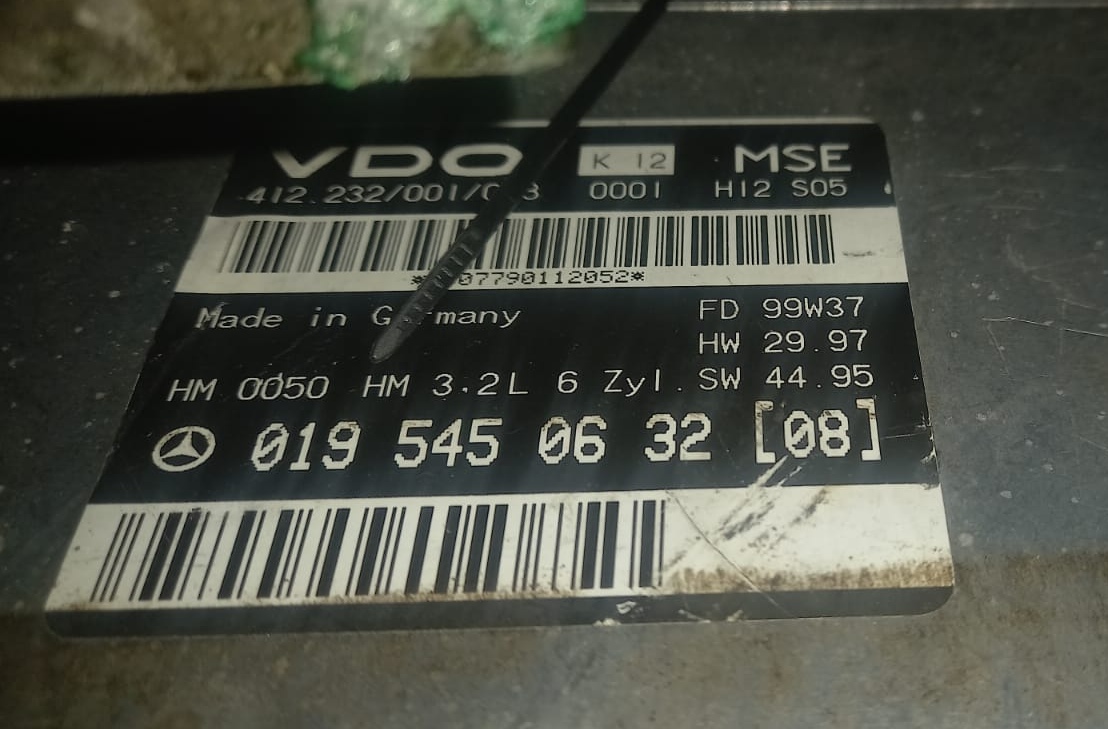 VDO K 12 MSE
0001 H12 S05
Made in FD 99W37
HW 29.97
HM 0050 HM 3.2L 6 Zyl. SW 44.95
019 545 06 32 [08]